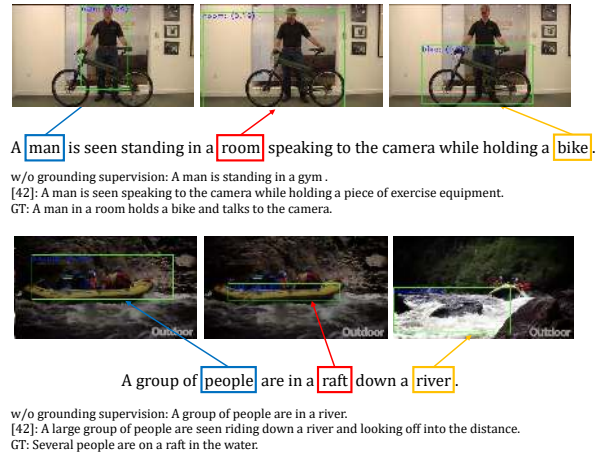 A man is seen standing in a room speaking to the camera while holding a bike.
w/o grounding supervision: A man is standing in a gym .
[42]: A man is seen speaking to the camera while holding a piece of exercise equipment.
GT: A man in a room holds a bike and talks to the camera.
Outdoor Outdoor Outdoor
A group of people are in a raft down a river .
w/o grounding supervision: A group of people are in a river.
[42]: A large group of people are seen riding down a river and looking off into the distance.
GT: Several people are on a raft in the water.